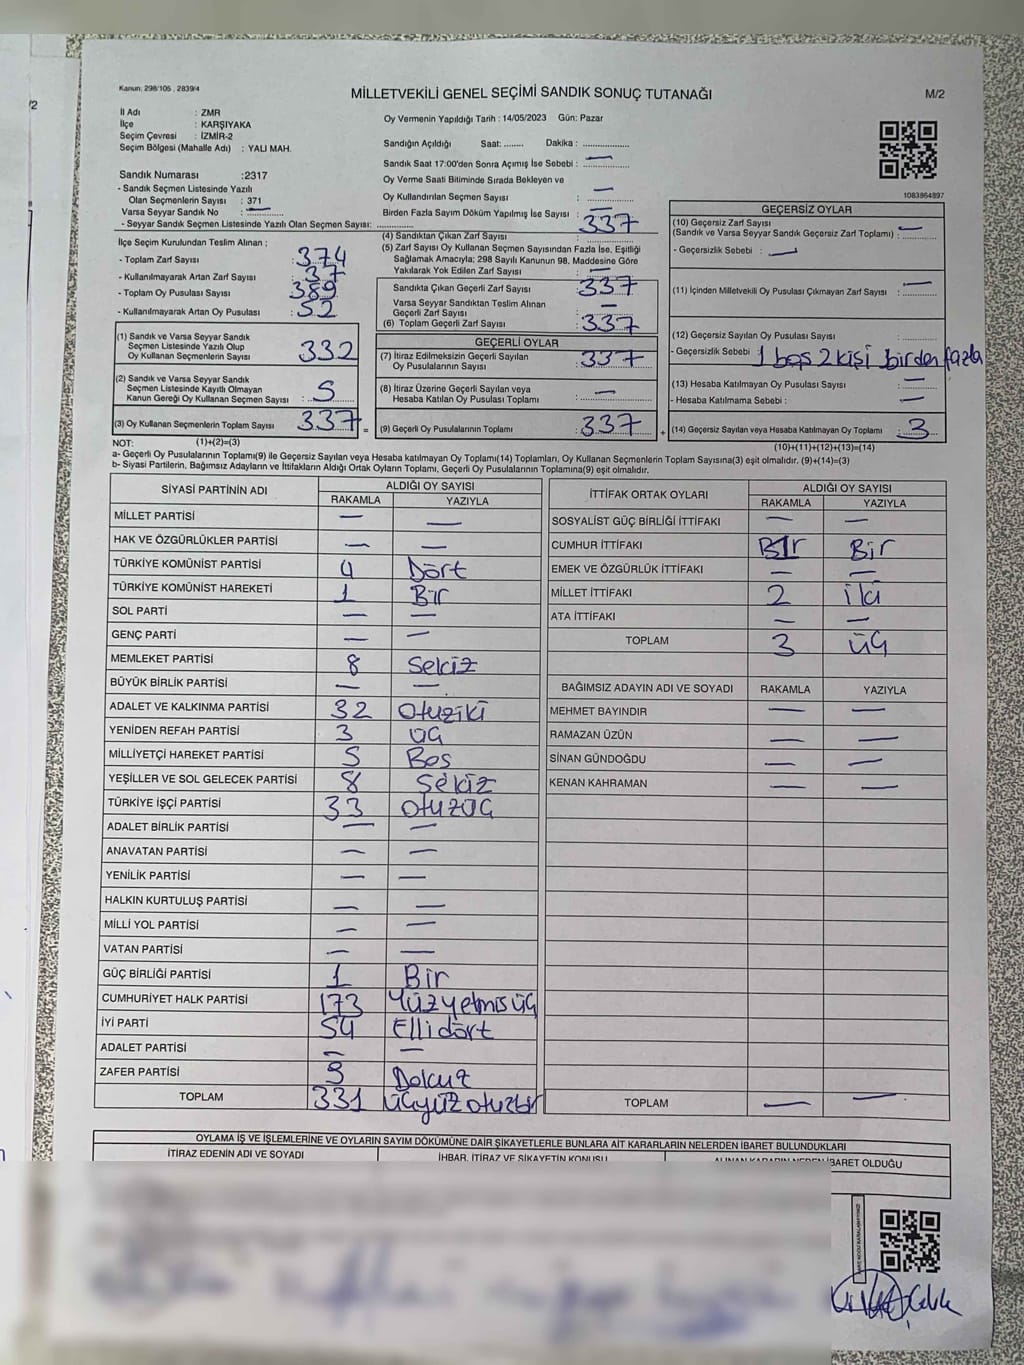 Kanun: 298/105 , 2839/4
MİLLETVEKİLİ GENEL SEÇİMİ SANDIK SONUÇ TUTANAĞI
M/2
İl Adı : ZMR
İlçe : KARŞIYAKA
Seçim Çevresi : İZMİR-2
Seçim Bölgesi (Mahalle Adı) : YALI MAH.
Sandık Numarası :2317
- Sandık Seçmen Listesinde Yazılı
Olan Seçmenlerin Sayısı : 371
Varsa Seyyar Sandık No : —
- Seyyar Sandık Seçmen Listesinde Yazılı Olan Seçmen Sayısı: ..............
İlçe Seçim Kurulundan Teslim Alınan ;
- Toplam Zarf Sayısı : 374
- Kullanılmayarak Artan Zarf Sayısı : 37
- Toplam Oy Pusulası Sayısı : 389
- Kullanılmayarak Artan Oy Pusulası : 52
(1) Sandık ve Varsa Seyyar Sandık
Seçmen Listesinde Yazılı Olup
Oy Kullanan Seçmenlerin Sayısı : 332
(2) Sandık ve Varsa Seyyar Sandık
Seçmen Listesinde Kayıtlı Olmayan
Kanun Gereği Oy Kullanan Seçmen Sayısı : 5
(3) Oy Kullanan Seçmenlerin Toplam Sayısı : 337
Oy Vermenin Yapıldığı Tarih : 14/05/2023 Gün: Pazar
Sandığın Açıldığı Saat: ....... Dakika : ................
Sandık Saat 17:00'den Sonra Açımış İse Sebebi : —
Oy Verme Saati Bitiminde Sırada Bekleyen ve
Oy Kullandırılan Seçmen Sayısı : —
Birden Fazla Sayım Döküm Yapılmış İse Sayısı : —
(4) Sandıktan Çıkan Zarf Sayısı : 337
(5) Zarf Sayısı Oy Kullanan Seçmen Sayısından Fazla İse, Eşitliği
Sağlamak Amacıyla; 298 Sayılı Kanunun 98. Maddesine Göre
Yakılarak Yok Edilen Zarf Sayısı : —
Sandıkta Çıkan Geçerli Zarf Sayısı : 337
Varsa Seyyar Sandıktan Teslim Alınan
Geçerli Zarf Sayısı : —
(6) Toplam Geçerli Zarf Sayısı : 337
GEÇERLİ OYLAR
(7) İtiraz Edilmeksizin Geçerli Sayılan
Oy Pusulalarının Sayısı : 337
(8) İtiraz Üzerine Geçerli Sayılan veya
Hesaba Katılan Oy Pusulası Toplamı : —
= (9) Geçerli Oy Pusulalarının Toplamı : 337
1083964897
GEÇERSİZ OYLAR
(10) Geçersiz Zarf Sayısı
(Sandık ve Varsa Seyyar Sandık Geçersiz Zarf Toplamı) : —
- Geçersizlik Sebebi : —
(11) İçinden Milletvekili Oy Pusulası Çıkmayan Zarf Sayısı : —
(12) Geçersiz Sayılan Oy Pusulası Sayısı
- Geçersizlik Sebebi 1 boş 2 kişi birden fazla
(13) Hesaba Katılmayan Oy Pusulası Sayısı : —
- Hesaba Katılmama Sebebi : —
+ (14) Geçersiz Sayılan veya Hesaba Katılmayan Oy Toplamı : 3
NOT: (1)+(2)=(3)
(10)+(11)+(12)+(13)=(14)
a- Geçerli Oy Pusulalarının Toplamı(9) ile Geçersiz Sayılan veya Hesaba katılmayan Oy Toplamı(14) Toplamları, Oy Kullanan Seçmenlerin Toplam Sayısına(3) eşit olmalıdır. (9)+(14)=(3)
b- Siyasi Partilerin, Bağımsız Adayların ve İttifakların Aldığı Ortak Oyların Toplamı, Geçerli Oy Pusulalarının Toplamına(9) eşit olmalıdır.
SİYASİ PARTİNİN ADI ALDIĞI OY SAYISI
RAKAMLA YAZIYLA
MİLLET PARTİSİ — —
HAK VE ÖZGÜRLÜKLER PARTİSİ — —
TÜRKİYE KOMÜNİST PARTİSİ 4 Dört
TÜRKİYE KOMÜNİST HAREKETİ 1 Bir
SOL PARTİ — —
GENÇ PARTİ — —
MEMLEKET PARTİSİ 8 Sekiz
BÜYÜK BİRLİK PARTİSİ — —
ADALET VE KALKINMA PARTİSİ 32 otuziki
YENİDEN REFAH PARTİSİ 3 üç
MİLLİYETÇİ HAREKET PARTİSİ 5 Beş
YEŞİLLER VE SOL GELECEK PARTİSİ 8 Sekiz
TÜRKİYE İŞÇİ PARTİSİ 33 otuzüç
ADALET BİRLİK PARTİSİ — —
ANAVATAN PARTİSİ — —
YENİLİK PARTİSİ — —
HALKIN KURTULUŞ PARTİSİ — —
MİLLİ YOL PARTİSİ — —
VATAN PARTİSİ — —
GÜÇ BİRLİĞİ PARTİSİ 1 Bir
CUMHURİYET HALK PARTİSİ 173 Yüzyetmişüç
İYİ PARTİ 54 Ellidört
ADALET PARTİSİ — —
ZAFER PARTİSİ 9 Dokuz
TOPLAM 331 üçyüzotuzbir
İTTİFAK ORTAK OYLARI ALDIĞI OY SAYISI
RAKAMLA YAZIYLA
SOSYALİST GÜÇ BİRLİĞİ İTTİFAKI — —
CUMHUR İTTİFAKI B1r Bir
EMEK VE ÖZGÜRLÜK İTTİFAKI — —
MİLLET İTTİFAKI 2 iki
ATA İTTİFAKI — —
TOPLAM 3 üç
BAĞIMSIZ ADAYIN ADI VE SOYADI RAKAMLA YAZIYLA
MEHMET BAYINDIR — —
RAMAZAN ÜZÜN — —
SİNAN GÜNDOĞDU — —
KENAN KAHRAMAN — —
TOPLAM — —
OYLAMA İŞ VE İŞLEMLERİNE VE OYLARIN SAYIM DÖKÜMÜNE DAİR ŞİKAYETLERLE BUNLARA AİT KARARLARIN NELERDEN İBARET BULUNDUKLARI
İTİRAZ EDENİN ADI VE SOYADI İHBAR, İTİRAZ VE ŞİKAYETİN KONUSU ALINAN KARARIN NEDEN İBARET OLDUĞU